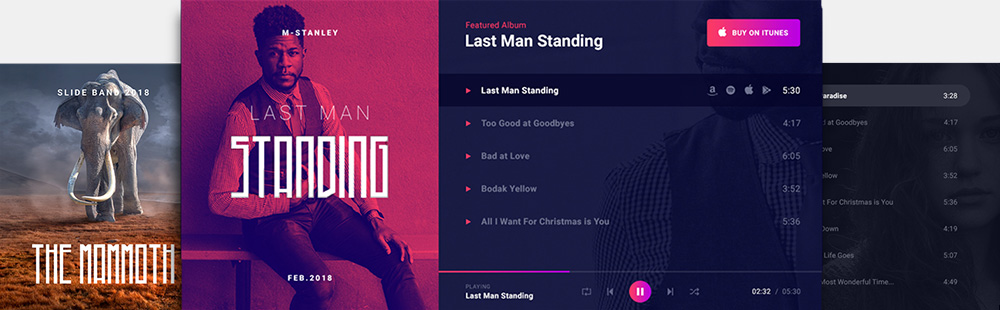 SLIDE BAND 2018
THE MAMMOTH
M-STANLEY
LAST MAN
STANDING
FEB.2018
Featured Album
Last Man Standing
BUY ON ITUNES
Last Man Standing 5:30
Too Good at Goodbyes 4:17
Bad at Love 6:05
Bodak Yellow 3:52
All I Want For Christmas is You 5:36
PLAYING
Last Man Standing
02:32 / 05:30
3:28
at Goodbyes 4:17
6:05
3:52
For Christmas is You 5:36
Down 4:19
Life Goes 5:07
Most Wonderful Time... 4:49